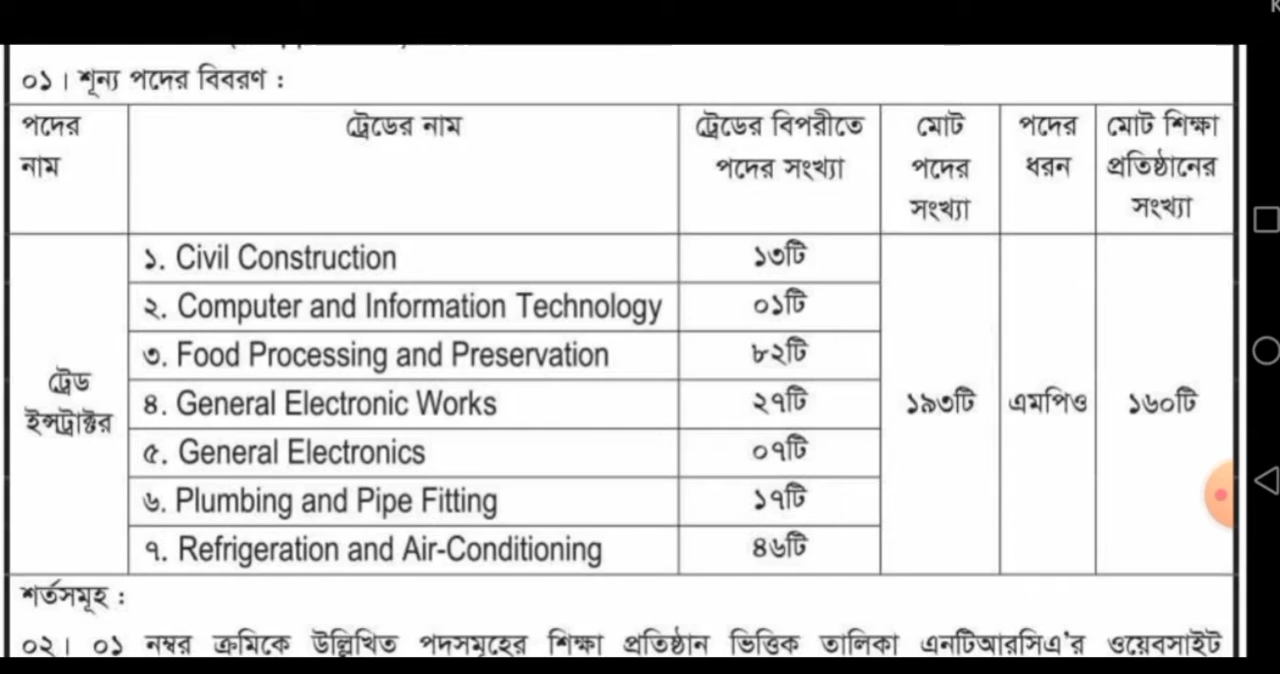 ০১। শূন্য পদের বিবরণ :
পদের নাম
ট্রেডের নাম
ট্রেডের বিপরীতে পদের সংখ্যা
মোট পদের সংখ্যা
পদের ধরন
মোট শিক্ষা প্রতিষ্ঠানের সংখ্যা
ট্রেড ইন্সট্রাক্টর
১. Civil Construction ১৩টি
২. Computer and Information Technology ০১টি
৩. Food Processing and Preservation ৮২টি
৪. General Electronic Works ২৭টি
৫. General Electronics ০৭টি
৬. Plumbing and Pipe Fitting ১৭টি
৭. Refrigeration and Air-Conditioning ৪৬টি
১৯৩টি
এমপিও
১৬০টি
শর্তসমূহ :
০২। ০১ নম্বর ক্রমিকে উল্লিখিত পদসমূহের শিক্ষা প্রতিষ্ঠান ভিত্তিক তালিকা এনটিআরসিএ'র ওয়েবসাইট